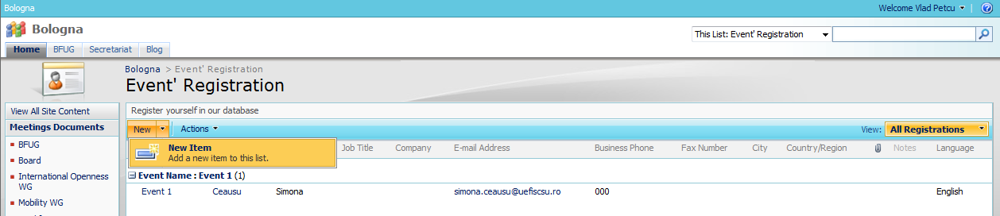 Bologna
Welcome Vlad Petcu
Bologna
This List: Event' Registration
Home BFUG Secretariat Blog
Bologna > Event' Registration
Event' Registration
View All Site Content
Register yourself in our database
Meetings Documents
New Actions View: All Registrations
BFUG
Board
International Openness WG
Mobility WG
New Item
Add a new item to this list.
Job Title Company E-mail Address Business Phone Fax Number City Country/Region Notes Language
Event Name : Event 1 (1)
Event 1 Ceausu Simona simona.ceausu@uefiscsu.ro 000 English